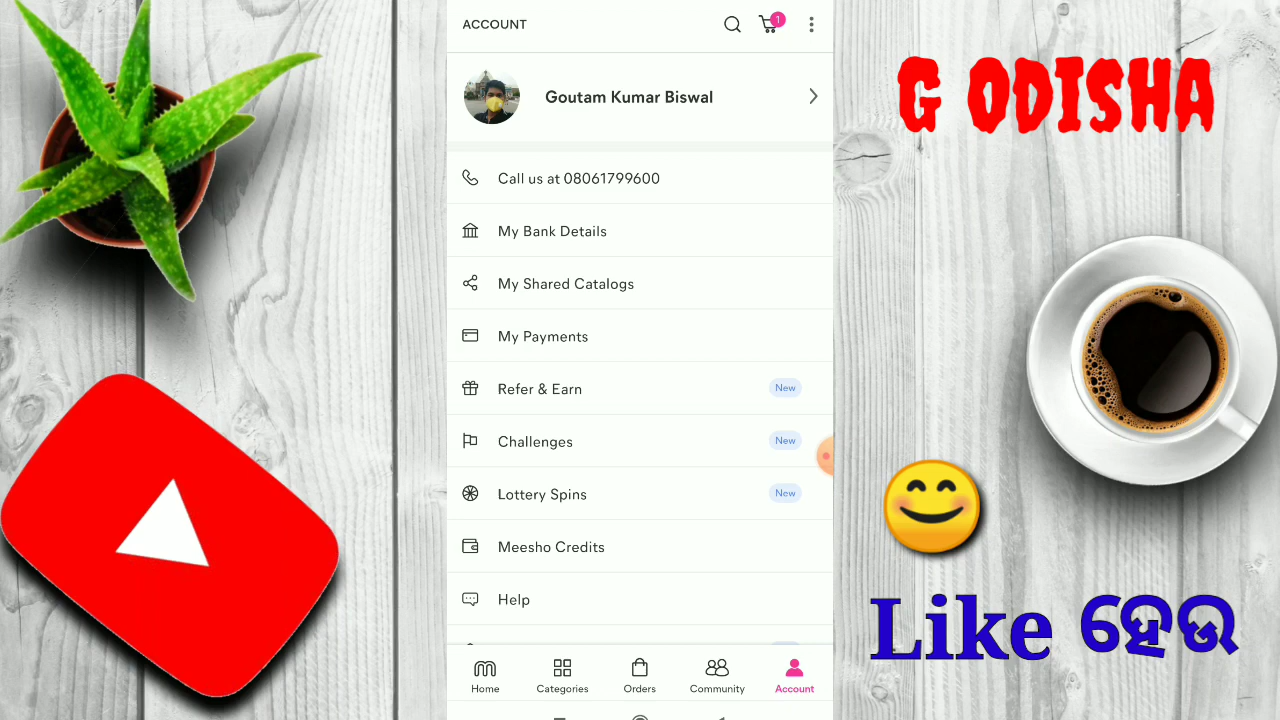 ACCOUNT
1
Goutam Kumar Biswal
Call us at 08061799600
My Bank Details
My Shared Catalogs
My Payments
Refer & Earn New
Challenges New
Lottery Spins New
Meesho Credits
Help
Home Categories Orders Community Account
G ODISHA
Like ହେଉ